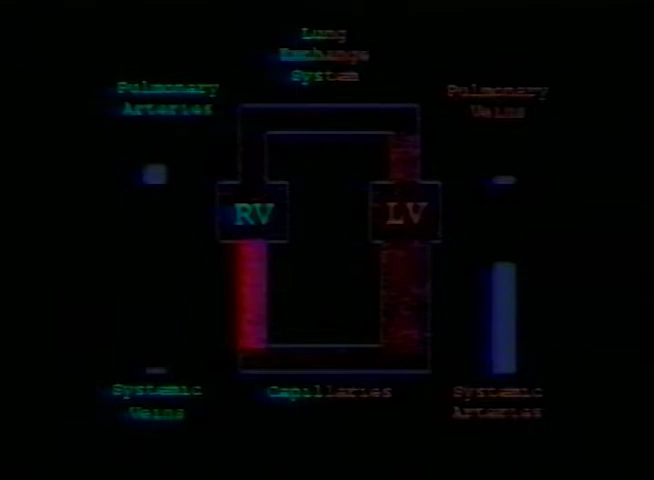 Lung
Exchange
System
Pulmonary
Arteries
Pulmonary
Veins
RV
LV
Systemic
Veins
Capillaries
Systemic
Arteries